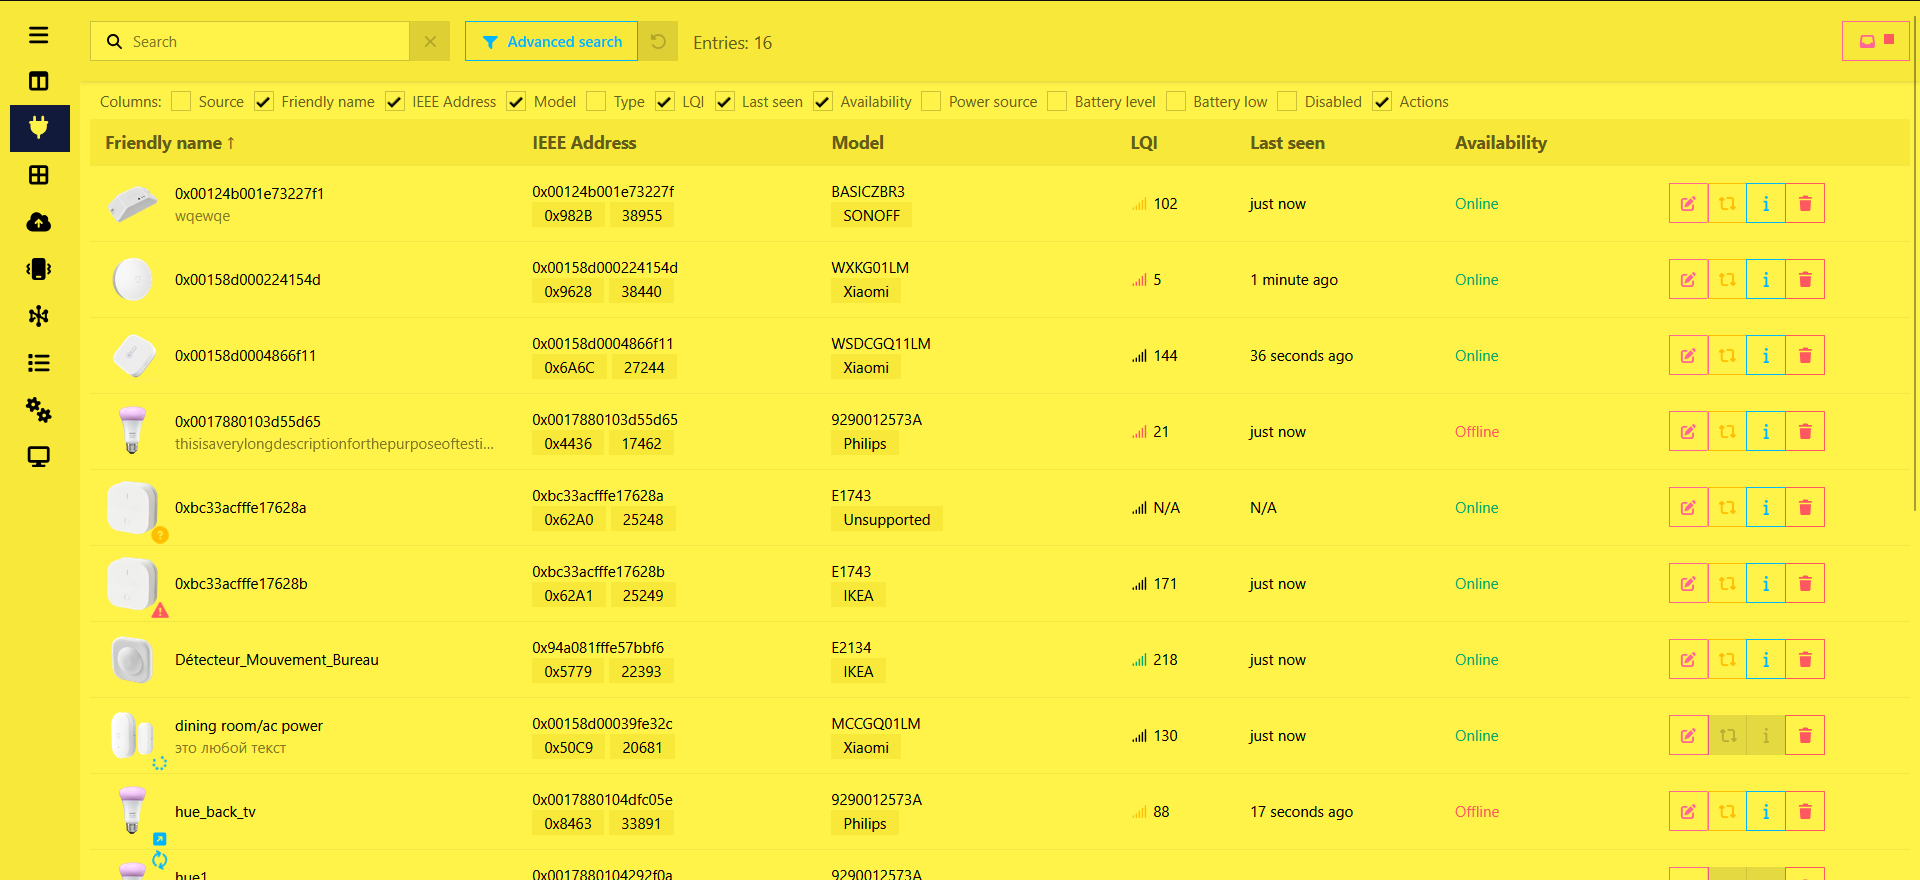 Search
Advanced search
Entries: 16
Columns: Source Friendly name IEEE Address Model Type LQI Last seen Availability Power source Battery level Battery low Disabled Actions
Friendly name ↑ IEEE Address Model LQI Last seen Availability
0x00124b001e73227f1
wqewqe
0x00124b001e73227f
0x982B 38955
BASICZBR3
SONOFF
102
just now
Online
0x00158d000224154d
0x00158d000224154d
0x9628 38440
WXKG01LM
Xiaomi
5
1 minute ago
Online
0x00158d0004866f11
0x00158d0004866f11
0x6A6C 27244
WSDCGQ11LM
Xiaomi
144
36 seconds ago
Online
0x0017880103d55d65
thisisaverylongdescriptionforthepurposeoftesti...
0x0017880103d55d65
0x4436 17462
9290012573A
Philips
21
just now
Offline
0xbc33acfffe17628a
0xbc33acfffe17628a
0x62A0 25248
E1743
Unsupported
N/A
N/A
Online
0xbc33acfffe17628b
0xbc33acfffe17628b
0x62A1 25249
E1743
IKEA
171
just now
Online
Détecteur_Mouvement_Bureau
0x94a081fffe57bbf6
0x5779 22393
E2134
IKEA
218
just now
Online
dining room/ac power
это любой текст
0x00158d00039fe32c
0x50C9 20681
MCCGQ01LM
Xiaomi
130
just now
Online
hue_back_tv
0x0017880104dfc05e
0x8463 33891
9290012573A
Philips
88
17 seconds ago
Offline
hue1
0x0017880104292f0a
9290012573A